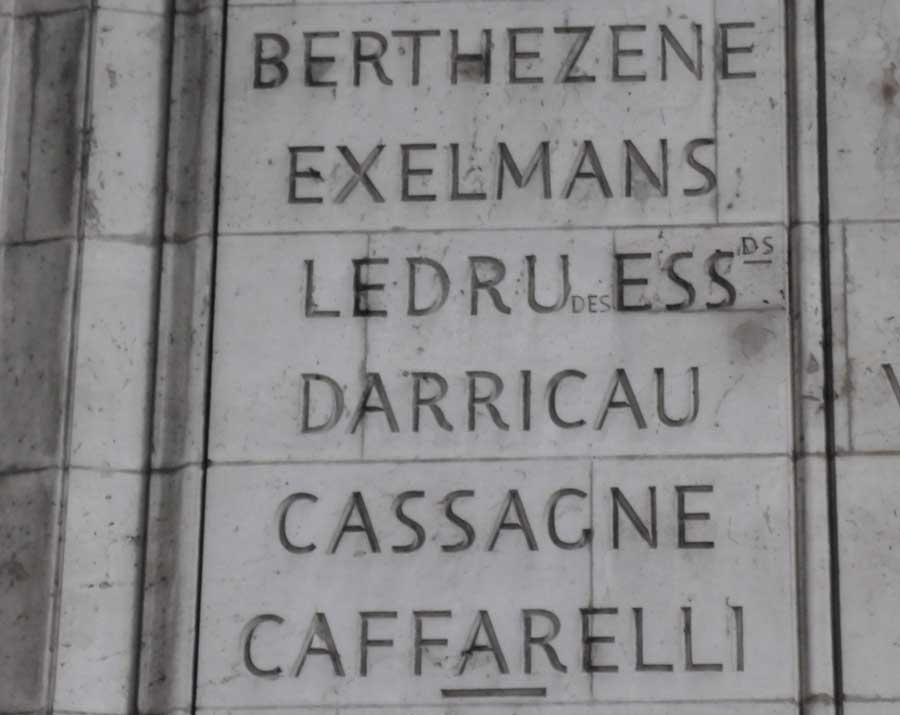 BERTHEZENE
EXELMANS
LEDRU DES ESSDS
DARRICAU
CASSAGNE
CAFFARELLI